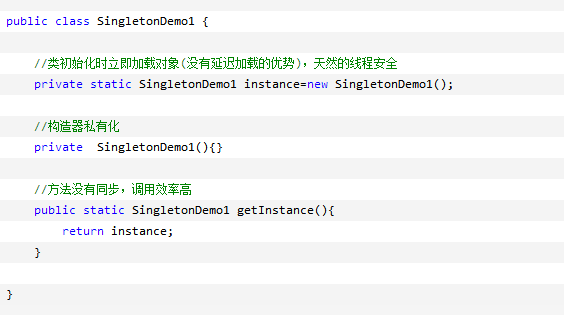 public class SingletonDemo1 {
//类初始化时立即加载对象(没有延迟加载的优势)，天然的线程安全
private static SingletonDemo1 instance=new SingletonDemo1();
//构造器私有化
private  SingletonDemo1(){}
//方法没有同步，调用效率高
public static SingletonDemo1 getInstance(){
return instance;
}
}